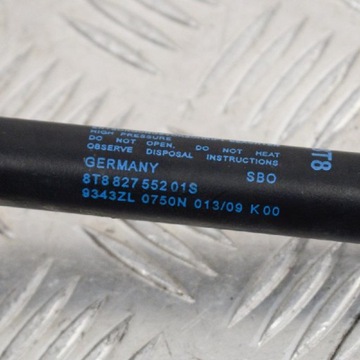 HIGH PRESSURE
DO NOT OPEN. DO NOT HEAT
OBSERVE DISPOSAL INSTRUCTIONS
GERMANY SBO
8T8 827 552 01S
9343ZL 0750N 013/09 K 00